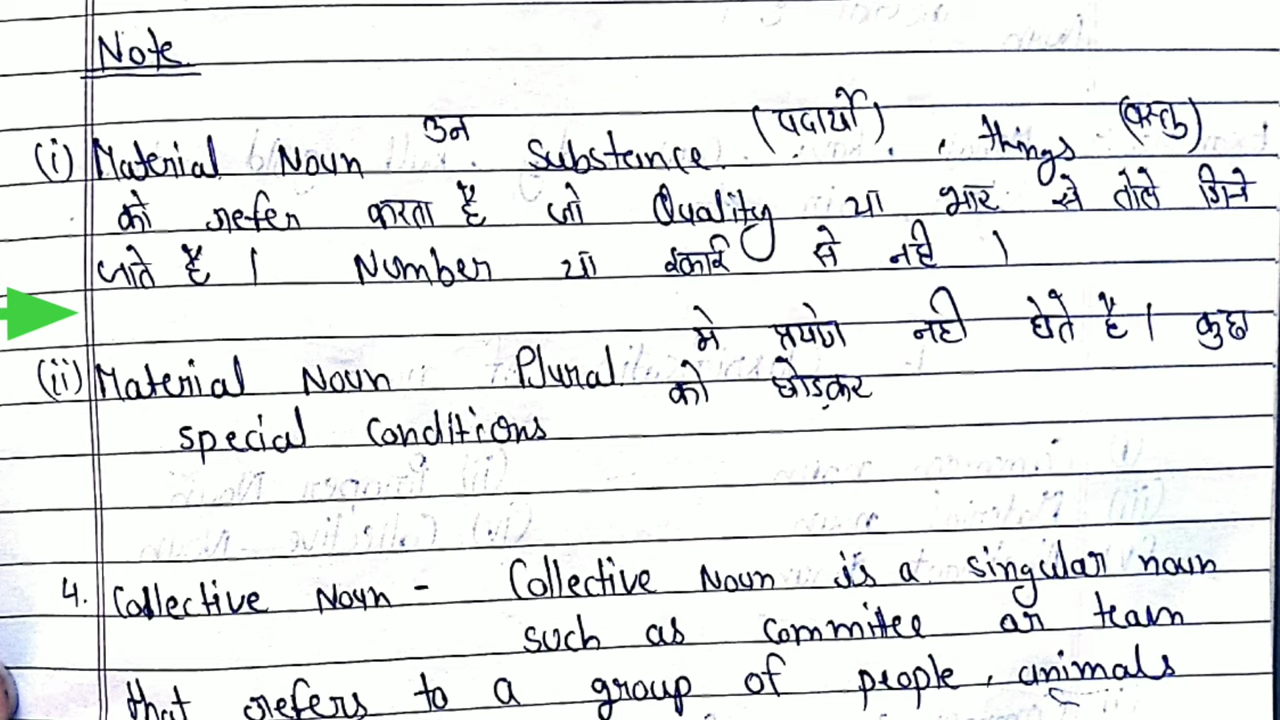 Note
(i) Material Noun उन Substance (पदार्थो), things (वस्तु)
को refer करता है जो Quality या भार से तोले गिने
जाते है । Number या इकाई से नही ।
(ii) Material Noun Plural मे प्रयोग नही होते है । कुछ
special Conditions को छोड़कर
4. Collective Noun - Collective Noun is a singular noun
such as committee or team
that refers to a group of people, animals